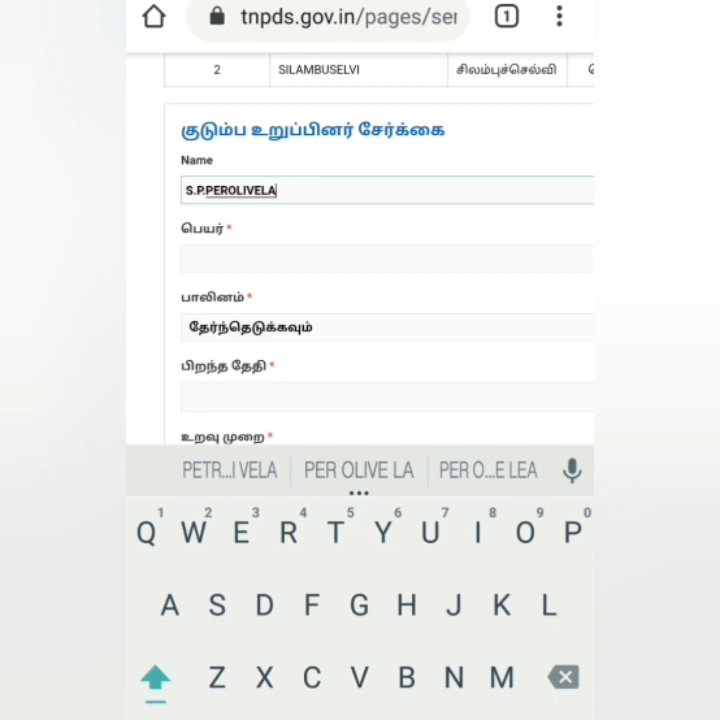 tnpds.gov.in/pages/ser
1
2 SILAMBUSELVI சிலம்புச்செல்வி
குடும்ப உறுப்பினர் சேர்க்கை
Name
S.P.PEROLIVELA
பெயர் *
பாலினம் *
தேர்ந்தெடுக்கவும்
பிறந்த தேதி *
உறவு முறை *
PETR...I VELA PER OLIVE LA PER O...E LEA
1 2 3 4 5 6 7 8 9 0
Q W E R T Y U I O P
A S D F G H J K L
Z X C V B N M